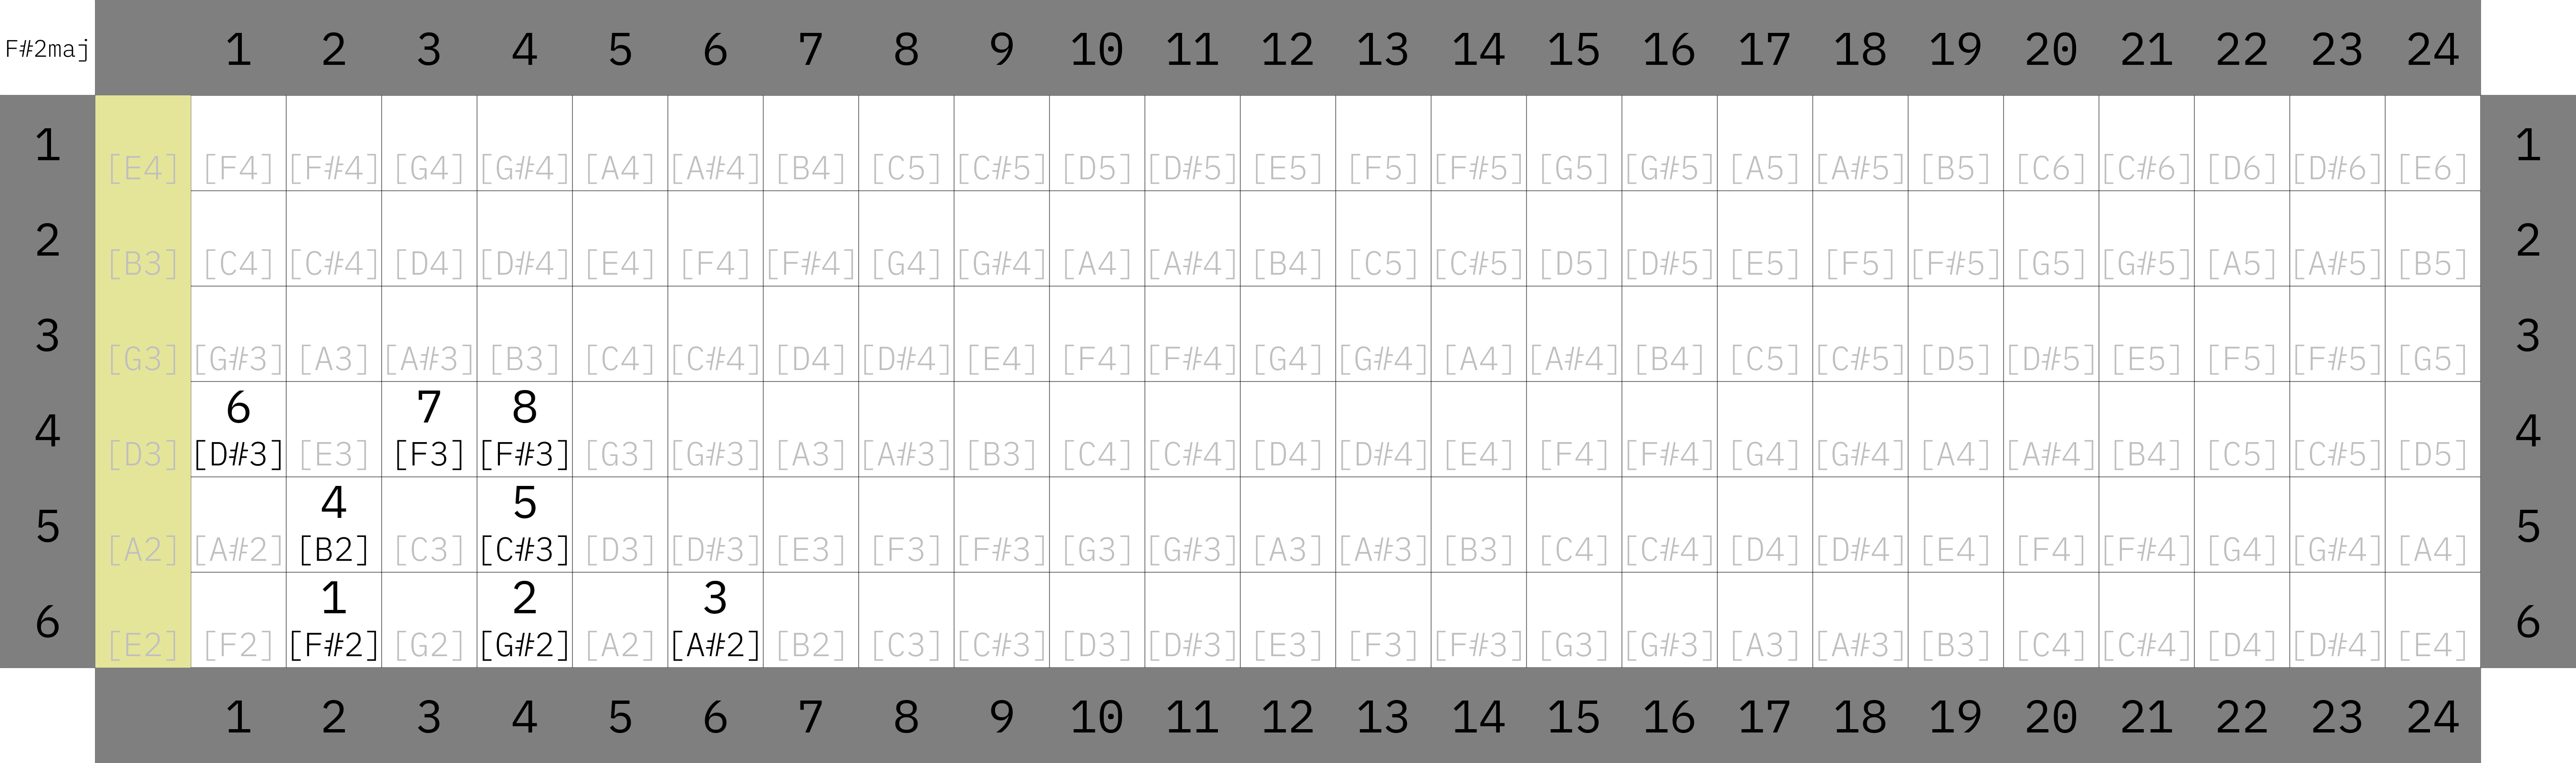 F#2maj 1 2 3 4 5 6 7 8 9 10 11 12 13 14 15 16 17 18 19 20 21 22 23 24
1 1
[E4] [F4] [F#4] [G4] [G#4] [A4] [A#4] [B4] [C5] [C#5] [D5] [D#5] [E5] [F5] [F#5] [G5] [G#5] [A5] [A#5] [B5] [C6] [C#6] [D6] [D#6] [E6]
2 2
[B3] [C4] [C#4] [D4] [D#4] [E4] [F4] [F#4] [G4] [G#4] [A4] [A#4] [B4] [C5] [C#5] [D5] [D#5] [E5] [F5] [F#5] [G5] [G#5] [A5] [A#5] [B5]
3 3
[G3] [G#3] [A3] [A#3] [B3] [C4] [C#4] [D4] [D#4] [E4] [F4] [F#4] [G4] [G#4] [A4] [A#4] [B4] [C5] [C#5] [D5] [D#5] [E5] [F5] [F#5] [G5]
6 7 8
4 4
[D3] [D#3] [E3] [F3] [F#3] [G3] [G#3] [A3] [A#3] [B3] [C4] [C#4] [D4] [D#4] [E4] [F4] [F#4] [G4] [G#4] [A4] [A#4] [B4] [C5] [C#5] [D5]
4 5
5 5
[A2] [A#2] [B2] [C3] [C#3] [D3] [D#3] [E3] [F3] [F#3] [G3] [G#3] [A3] [A#3] [B3] [C4] [C#4] [D4] [D#4] [E4] [F4] [F#4] [G4] [G#4] [A4]
1 2 3
6 6
[E2] [F2] [F#2] [G2] [G#2] [A2] [A#2] [B2] [C3] [C#3] [D3] [D#3] [E3] [F3] [F#3] [G3] [G#3] [A3] [A#3] [B3] [C4] [C#4] [D4] [D#4] [E4]
1 2 3 4 5 6 7 8 9 10 11 12 13 14 15 16 17 18 19 20 21 22 23 24